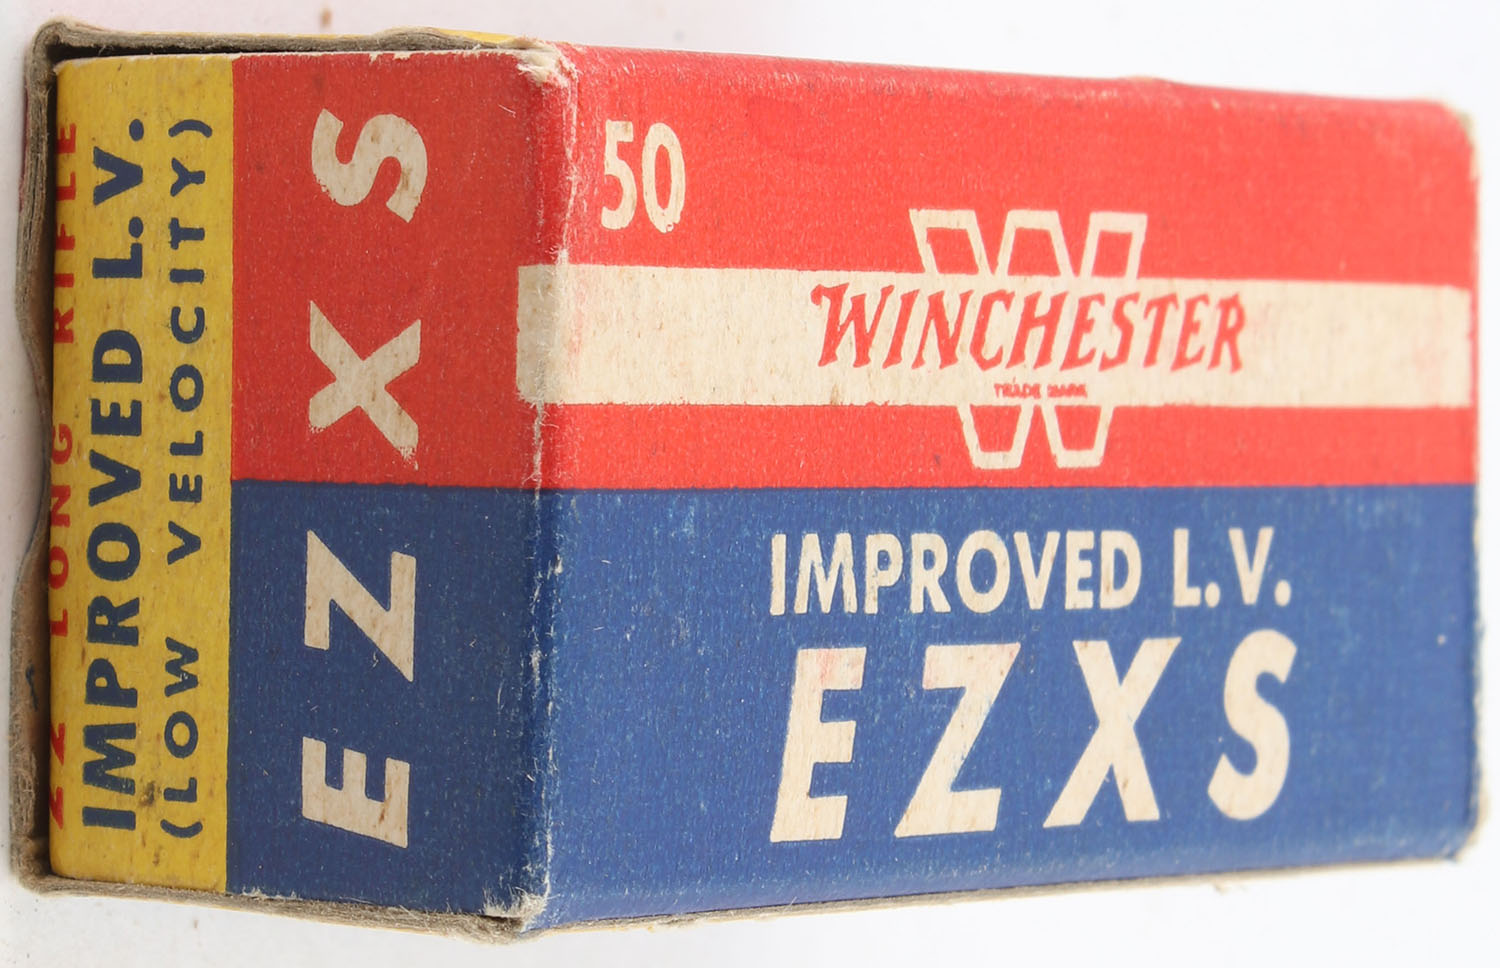 50
W
WINCHESTER
TRADE MARK
IMPROVED L.V.
EZXS
EZXS
22 LONG RIFLE
IMPROVED L.V.
(LOW VELOCITY)